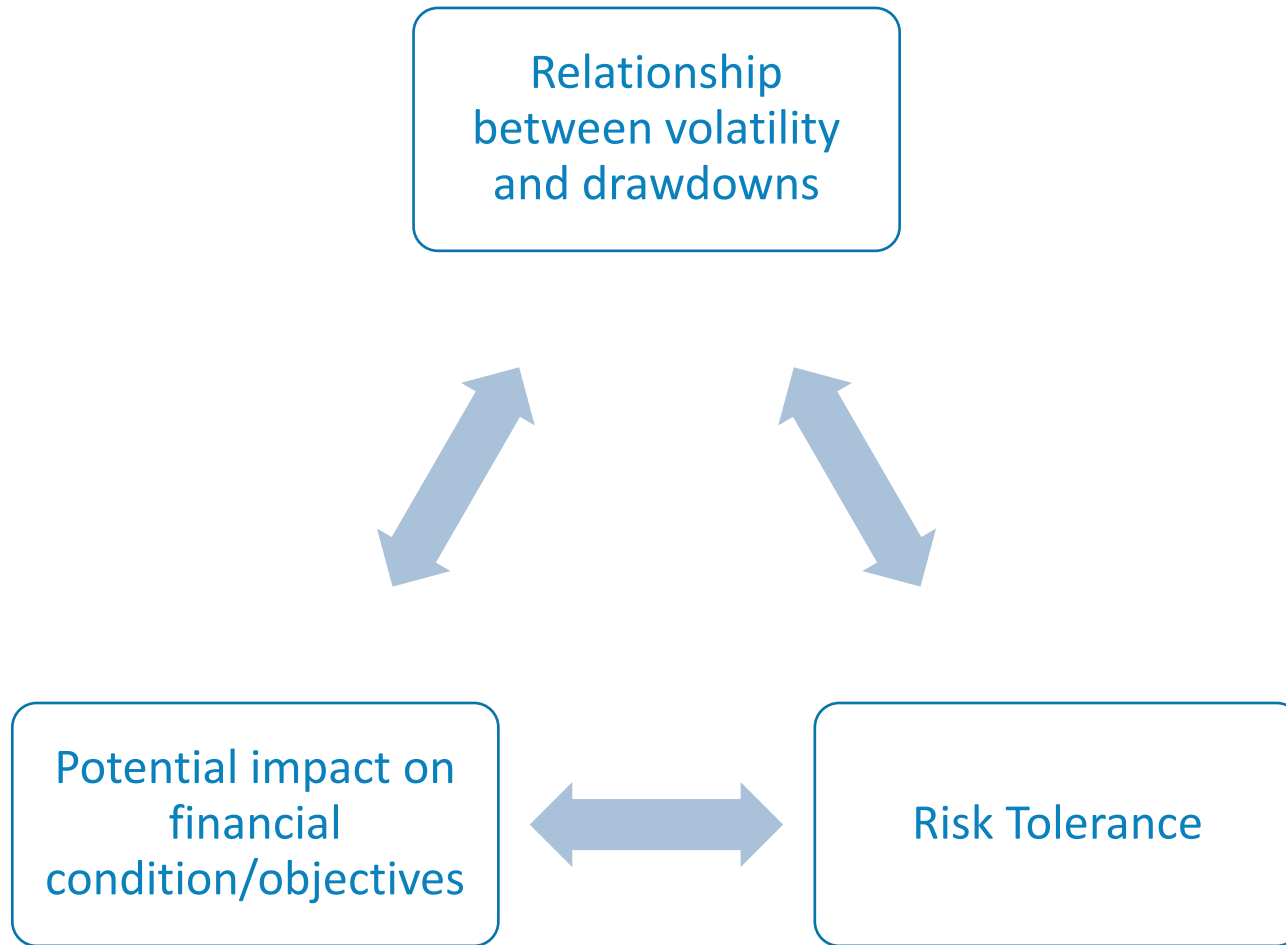 Relationship
between volatility
and drawdowns
Potential impact on
financial
condition/objectives
Risk Tolerance